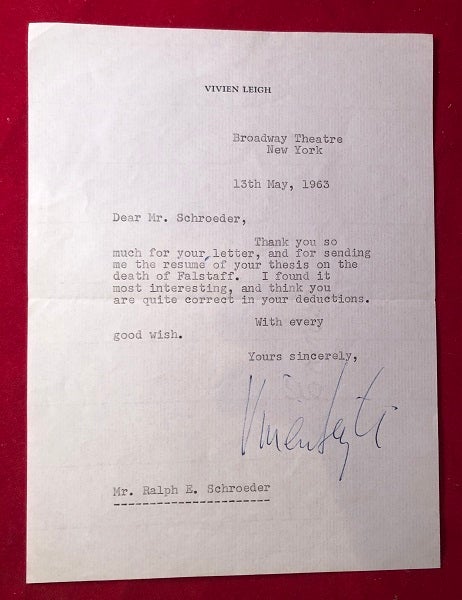 VIVIEN LEIGH
Broadway Theatre
New York
13th May, 1963
Dear Mr. Schroeder,
Thank you so
much for your letter, and for sending
me the resume of your thesis on the
death of Falstaff. I found it
most interesting, and think you
are quite correct in your deductions.
With every
good wish.
Yours sincerely,
Vivien Leigh
Mr. Ralph E. Schroeder